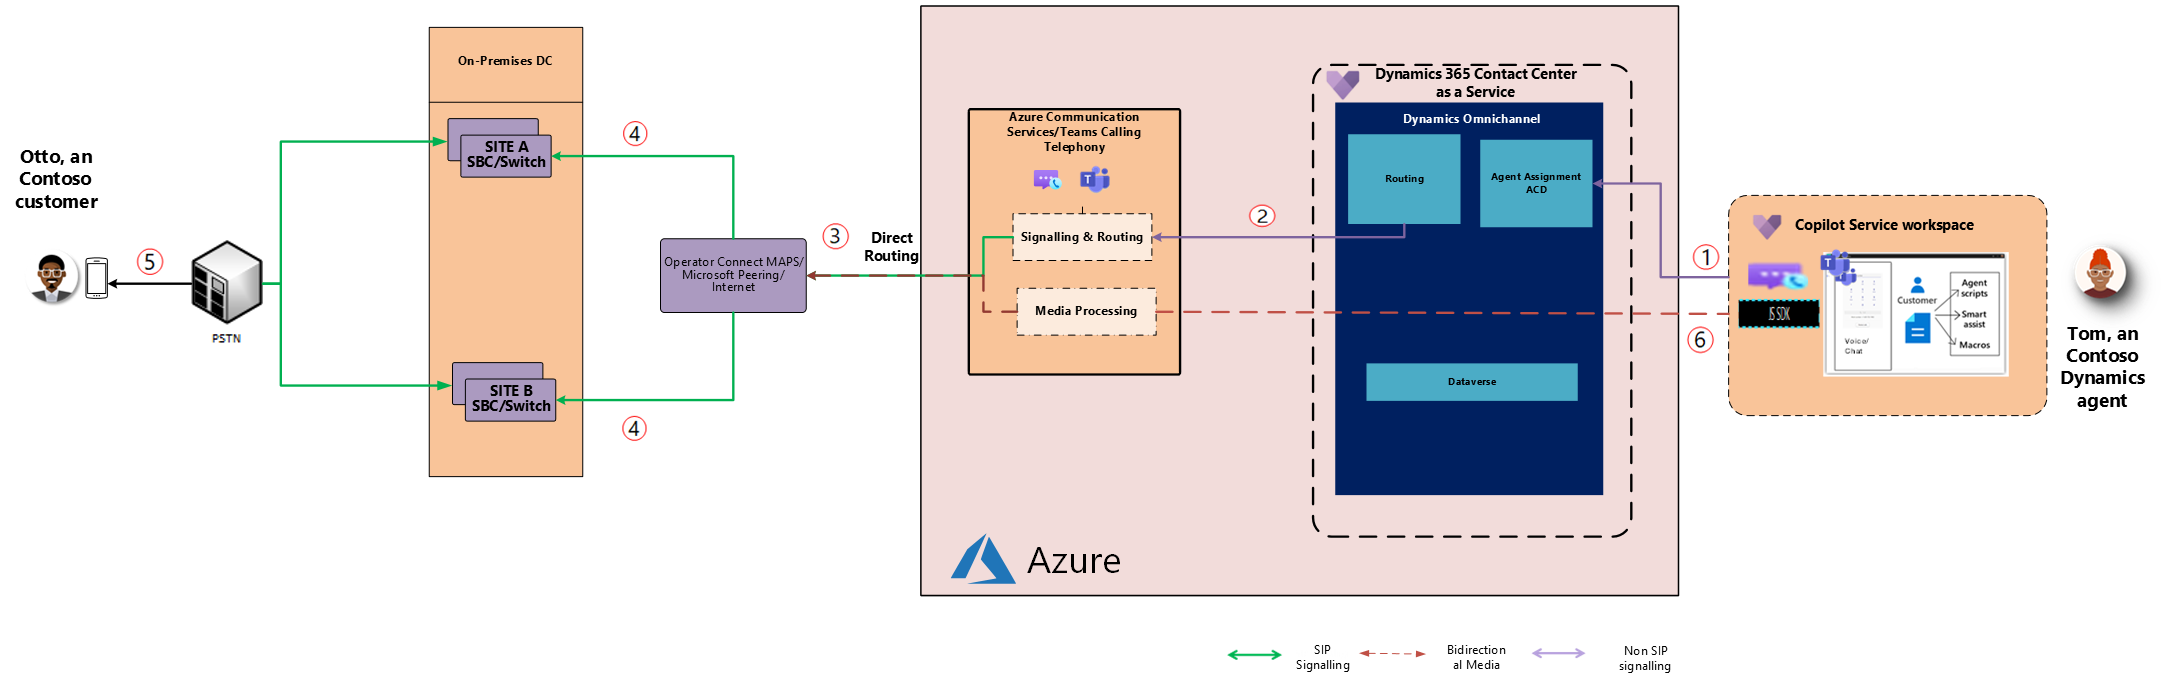 Otto, an
Contoso
customer
5
PSTN
On-Premises DC
SITE A
SBC/Switch
SITE B
SBC/Switch
4
4
Operator Connect MAPS/
Microsoft Peering/
Internet
3
Direct
Routing
Azure Communication
Services/Teams Calling
Telephony
T
Signalling & Routing
Media Processing
Azure
2
Dynamics 365 Contact Center
as a Service
Dynamics Omnichannel
Routing
Agent Assignment
ACD
Dataverse
1
6
Copilot Service workspace
JS SDK
T
Voice/
Chat
Customer
Agent
scripts
Smart
assist
Macros
Tom, an
Contoso
Dynamics
agent
SIP
Signalling
Bidirection
al Media
Non SIP
signalling